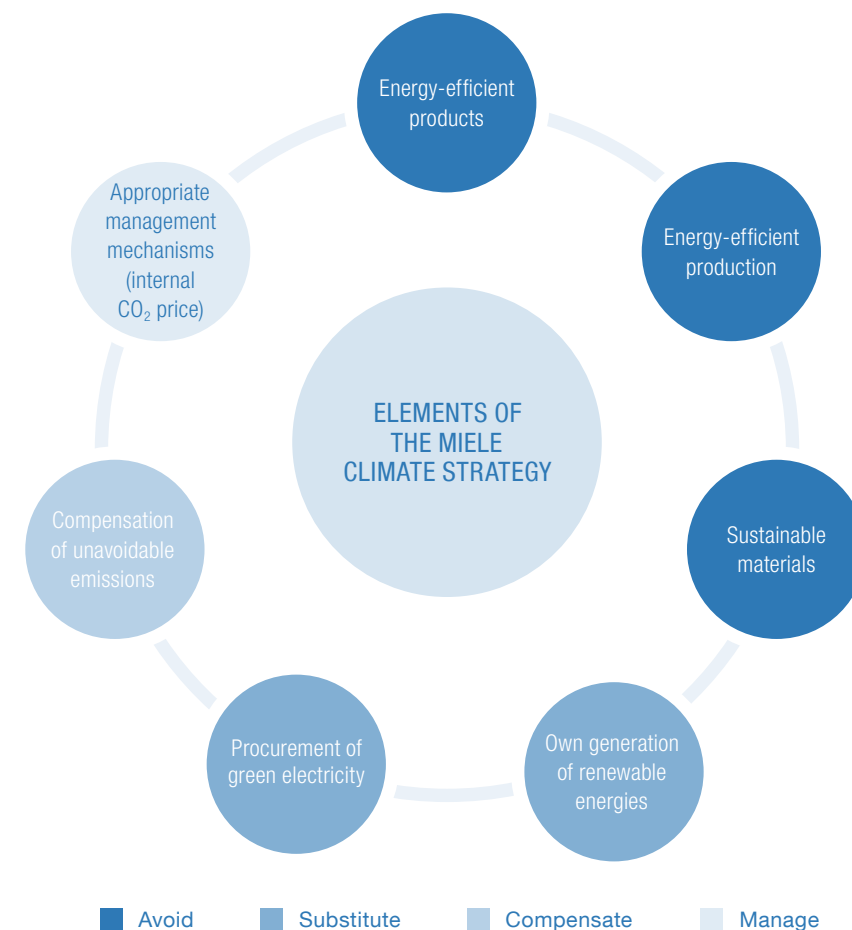 Energy-efficient
products
Energy-efficient
production
Sustainable
materials
Own generation
of renewable
energies
Procurement of
green electricity
Compensation
of unavoidable
emissions
Appropriate
management
mechanisms
(internal
CO₂ price)
ELEMENTS OF
THE MIELE
CLIMATE STRATEGY
Avoid
Substitute
Compensate
Manage